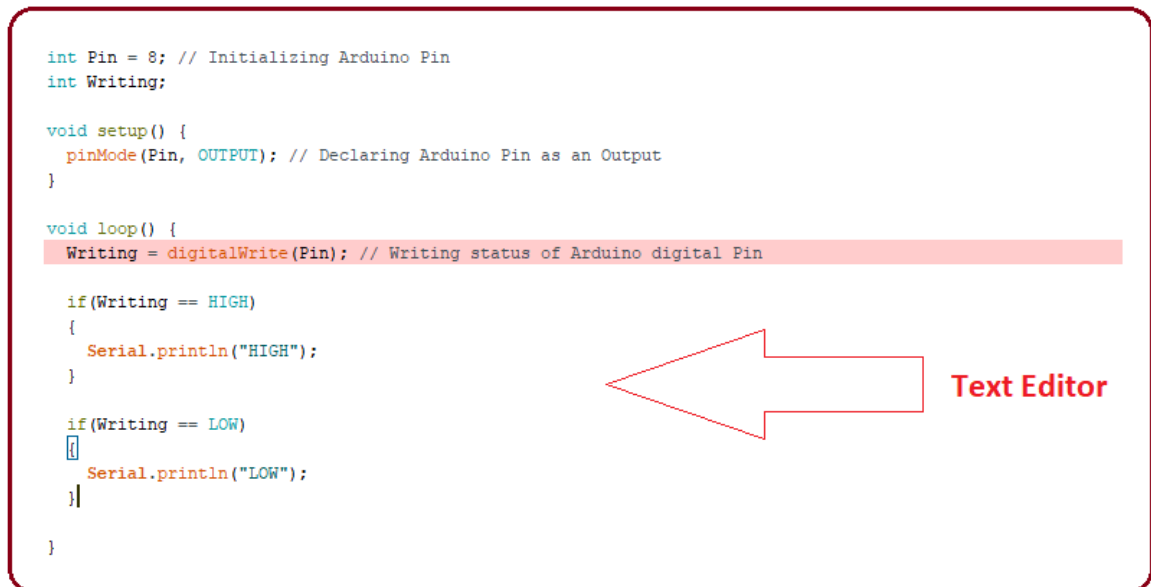 int Pin = 8; // Initializing Arduino Pin
int Writing;
void setup() {
pinMode(Pin, OUTPUT); // Declaring Arduino Pin as an Output
}
void loop() {
Writing = digitalWrite(Pin); // Writing status of Arduino digital Pin
if(Writing == HIGH)
{
Serial.println("HIGH");
}
Text Editor
if(Writing == LOW)
{
Serial.println("LOW");
}
}